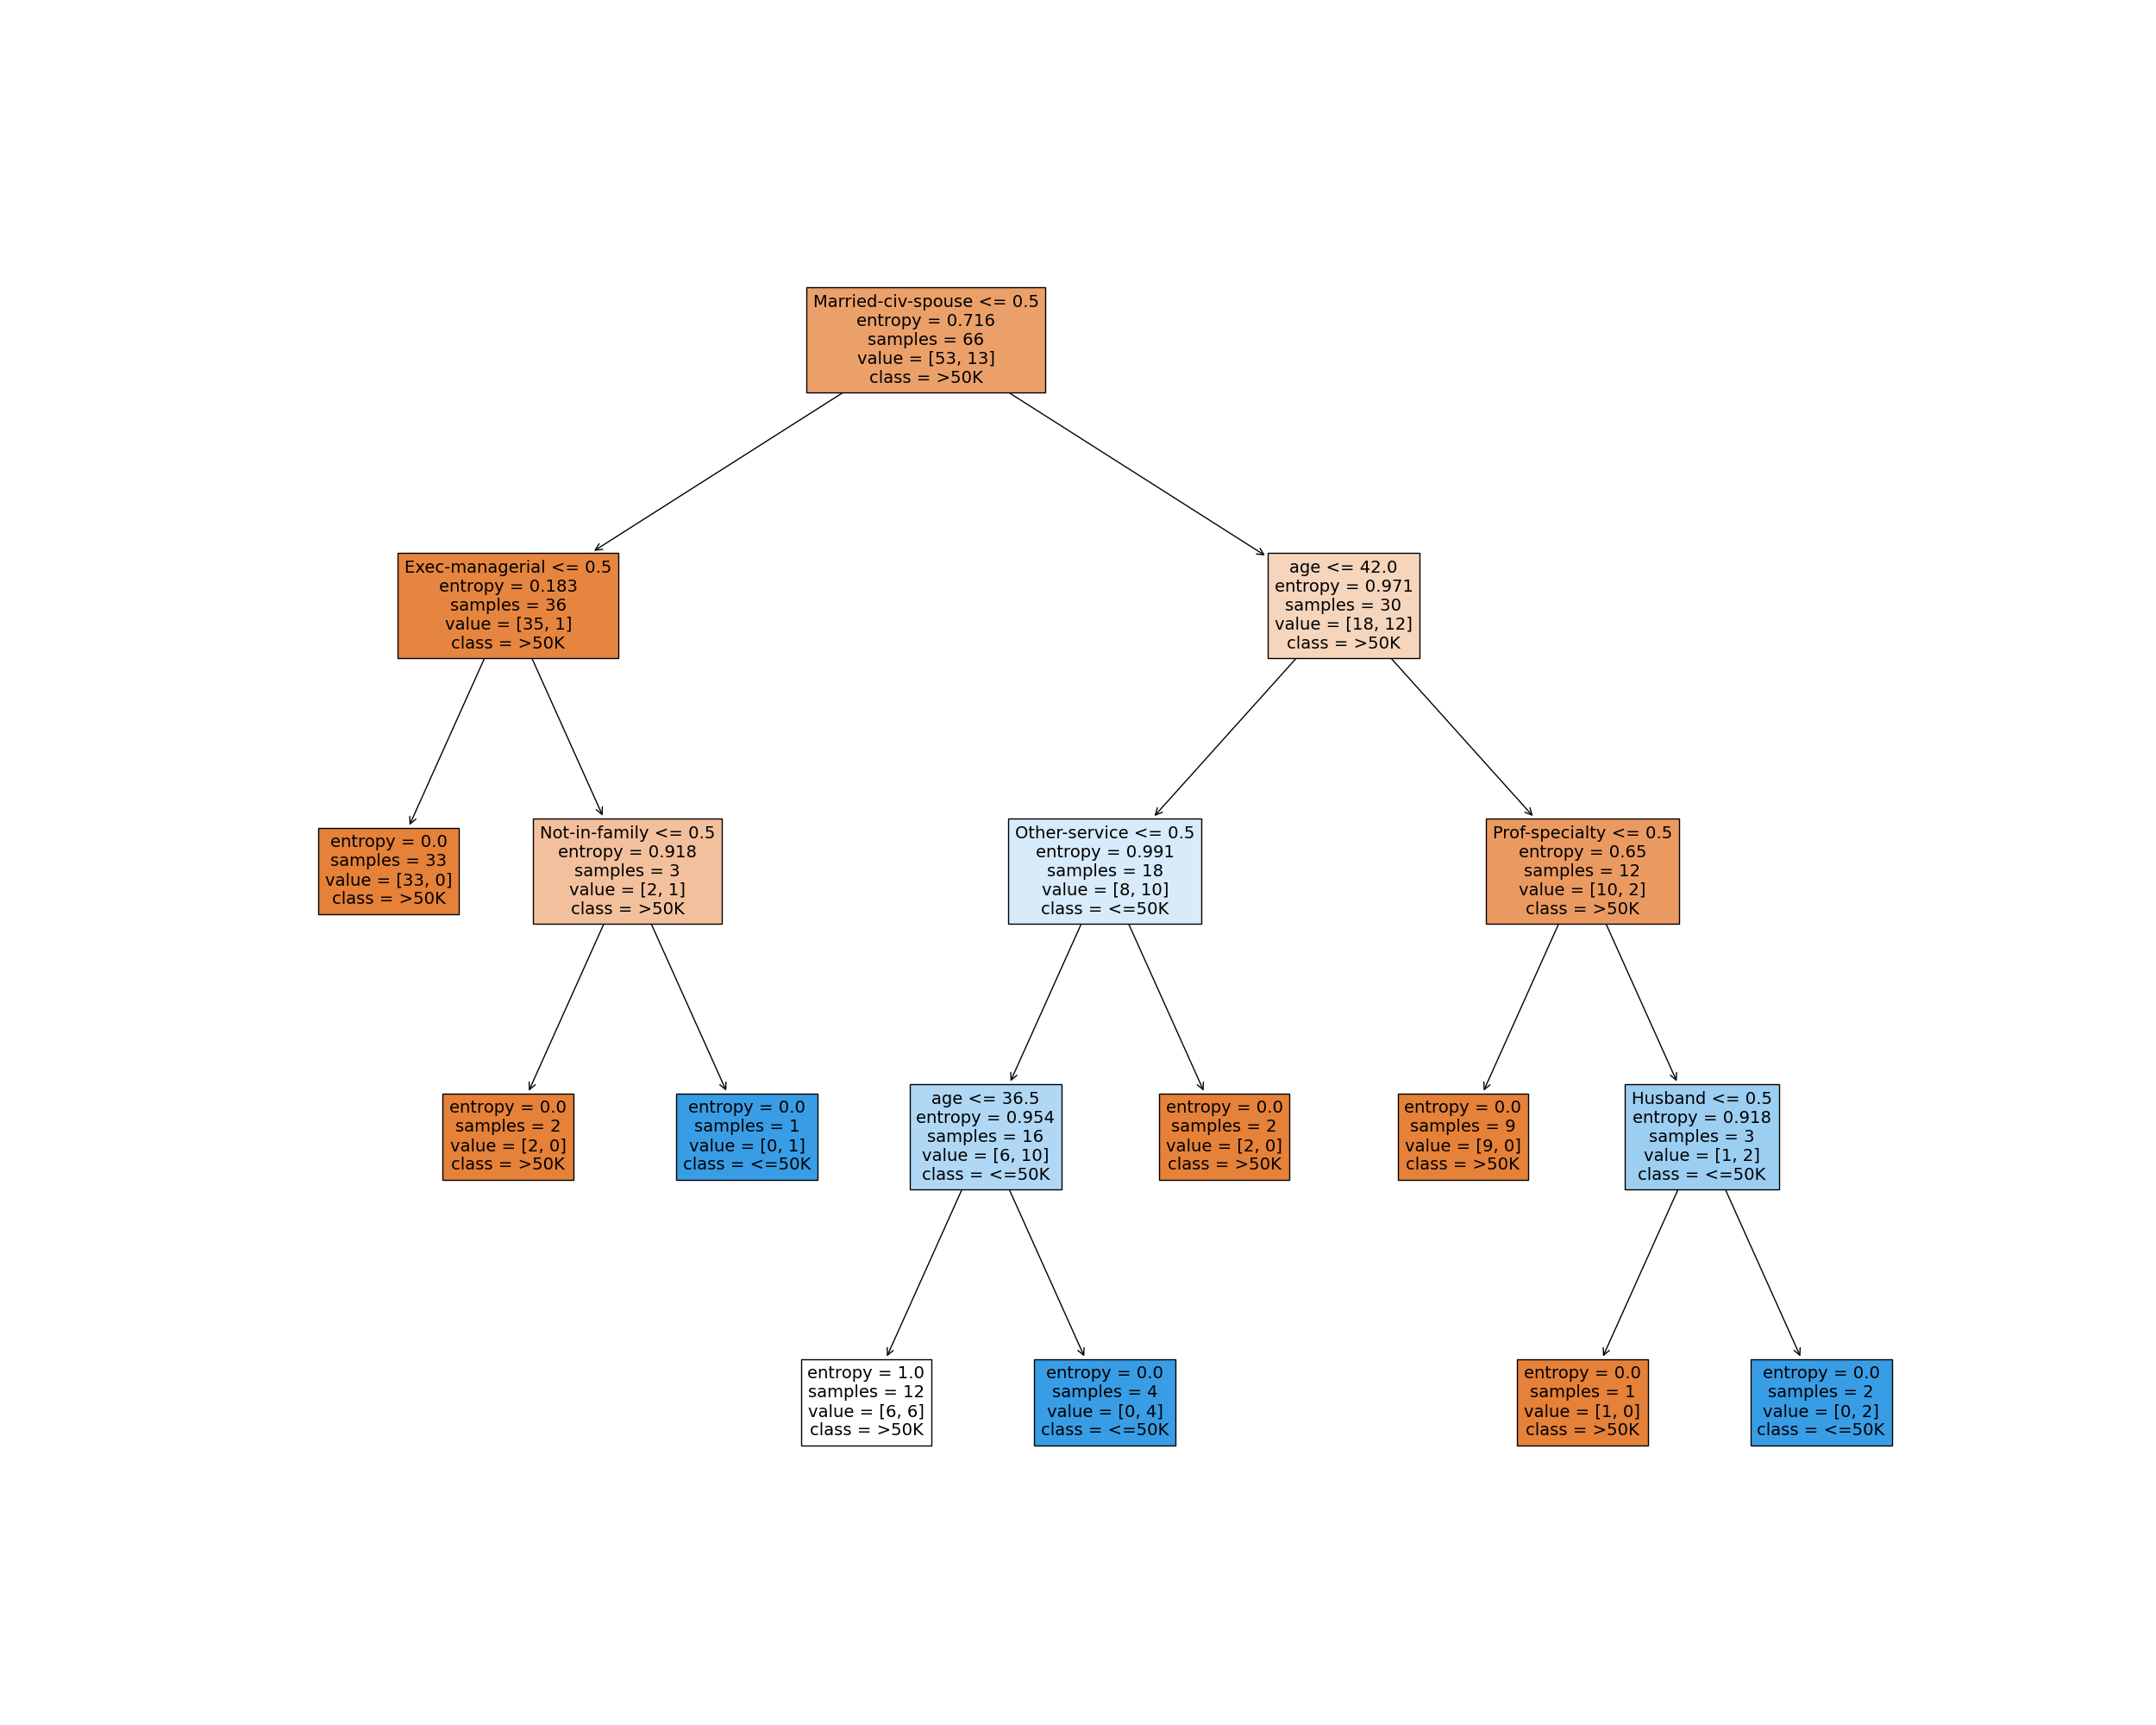 Married-civ-spouse <= 0.5
entropy = 0.716
samples = 66
value = [53, 13]
class = >50K
Exec-managerial <= 0.5
entropy = 0.183
samples = 36
value = [35, 1]
class = >50K
age <= 42.0
entropy = 0.971
samples = 30
value = [18, 12]
class = >50K
entropy = 0.0
samples = 33
value = [33, 0]
class = >50K
Not-in-family <= 0.5
entropy = 0.918
samples = 3
value = [2, 1]
class = >50K
Other-service <= 0.5
entropy = 0.991
samples = 18
value = [8, 10]
class = <=50K
Prof-specialty <= 0.5
entropy = 0.65
samples = 12
value = [10, 2]
class = >50K
entropy = 0.0
samples = 2
value = [2, 0]
class = >50K
entropy = 0.0
samples = 1
value = [0, 1]
class = <=50K
age <= 36.5
entropy = 0.954
samples = 16
value = [6, 10]
class = <=50K
entropy = 0.0
samples = 2
value = [2, 0]
class = >50K
entropy = 0.0
samples = 9
value = [9, 0]
class = >50K
Husband <= 0.5
entropy = 0.918
samples = 3
value = [1, 2]
class = <=50K
entropy = 1.0
samples = 12
value = [6, 6]
class = >50K
entropy = 0.0
samples = 4
value = [0, 4]
class = <=50K
entropy = 0.0
samples = 1
value = [1, 0]
class = >50K
entropy = 0.0
samples = 2
value = [0, 2]
class = <=50K